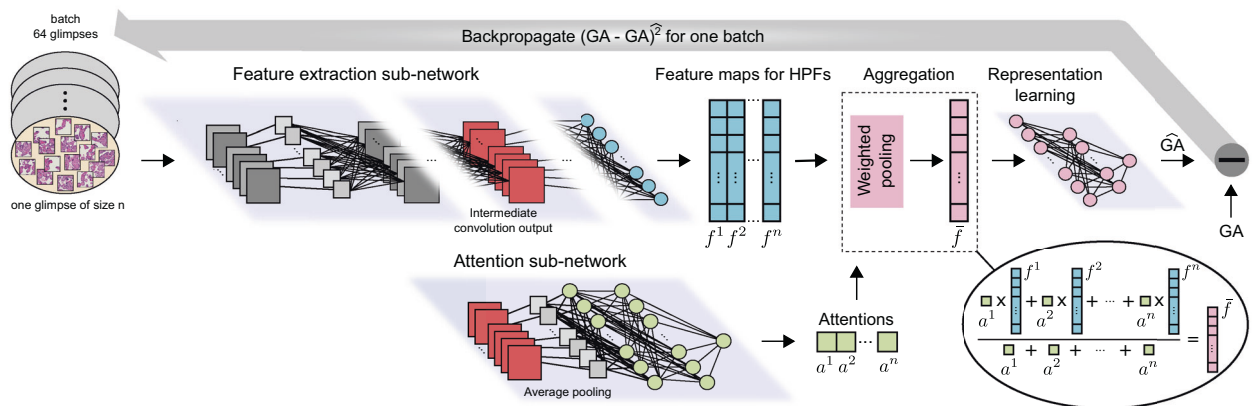 batch
64 glimpses
Backpropagate (GA - GA)^2 for one batch
Feature extraction sub-network
Feature maps for HPFs
Aggregation
Representation
learning
one glimpse of size n
Intermediate
convolution output
f^1 f^2 ... f^n
Weighted
pooling
f̄
ĜA
GA
Attention sub-network
Average pooling
Attentions
...
a^1 a^2 a^n
f^1 f^2 f^n
x + x + ... + x
a^1 a^2 a^n
f̄
=
+ + ... +
a^1 a^2 a^n